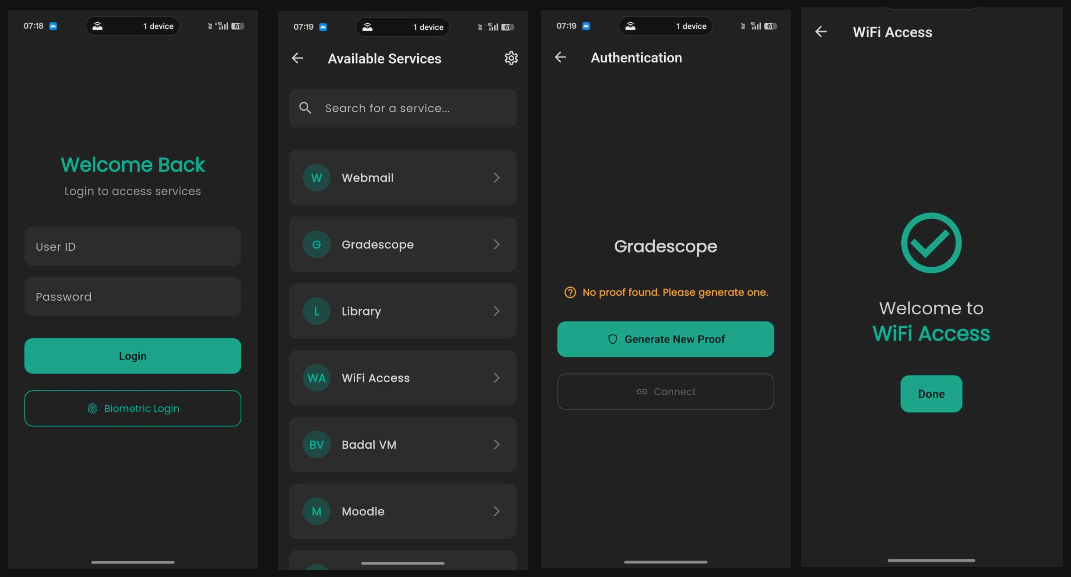 07:18
1 device
Welcome Back
Login to access services
User ID
Password
Login
Biometric Login
07:19
1 device
Available Services
Search for a service...
W
Webmail
G
Gradescope
L
Library
WA
WiFi Access
BV
Badal VM
M
Moodle
07:19
1 device
Authentication
Gradescope
No proof found. Please generate one.
Generate New Proof
Connect
WiFi Access
Welcome to
WiFi Access
Done